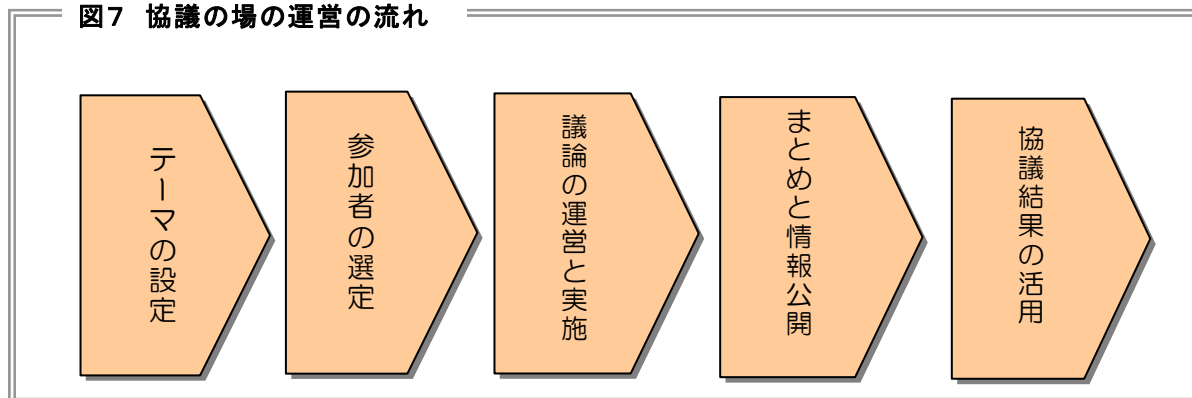 図7 協議の場の運営の流れ
テーマの設定
参加者の選定
議論の運営と実施
まとめと情報公開
協議結果の活用